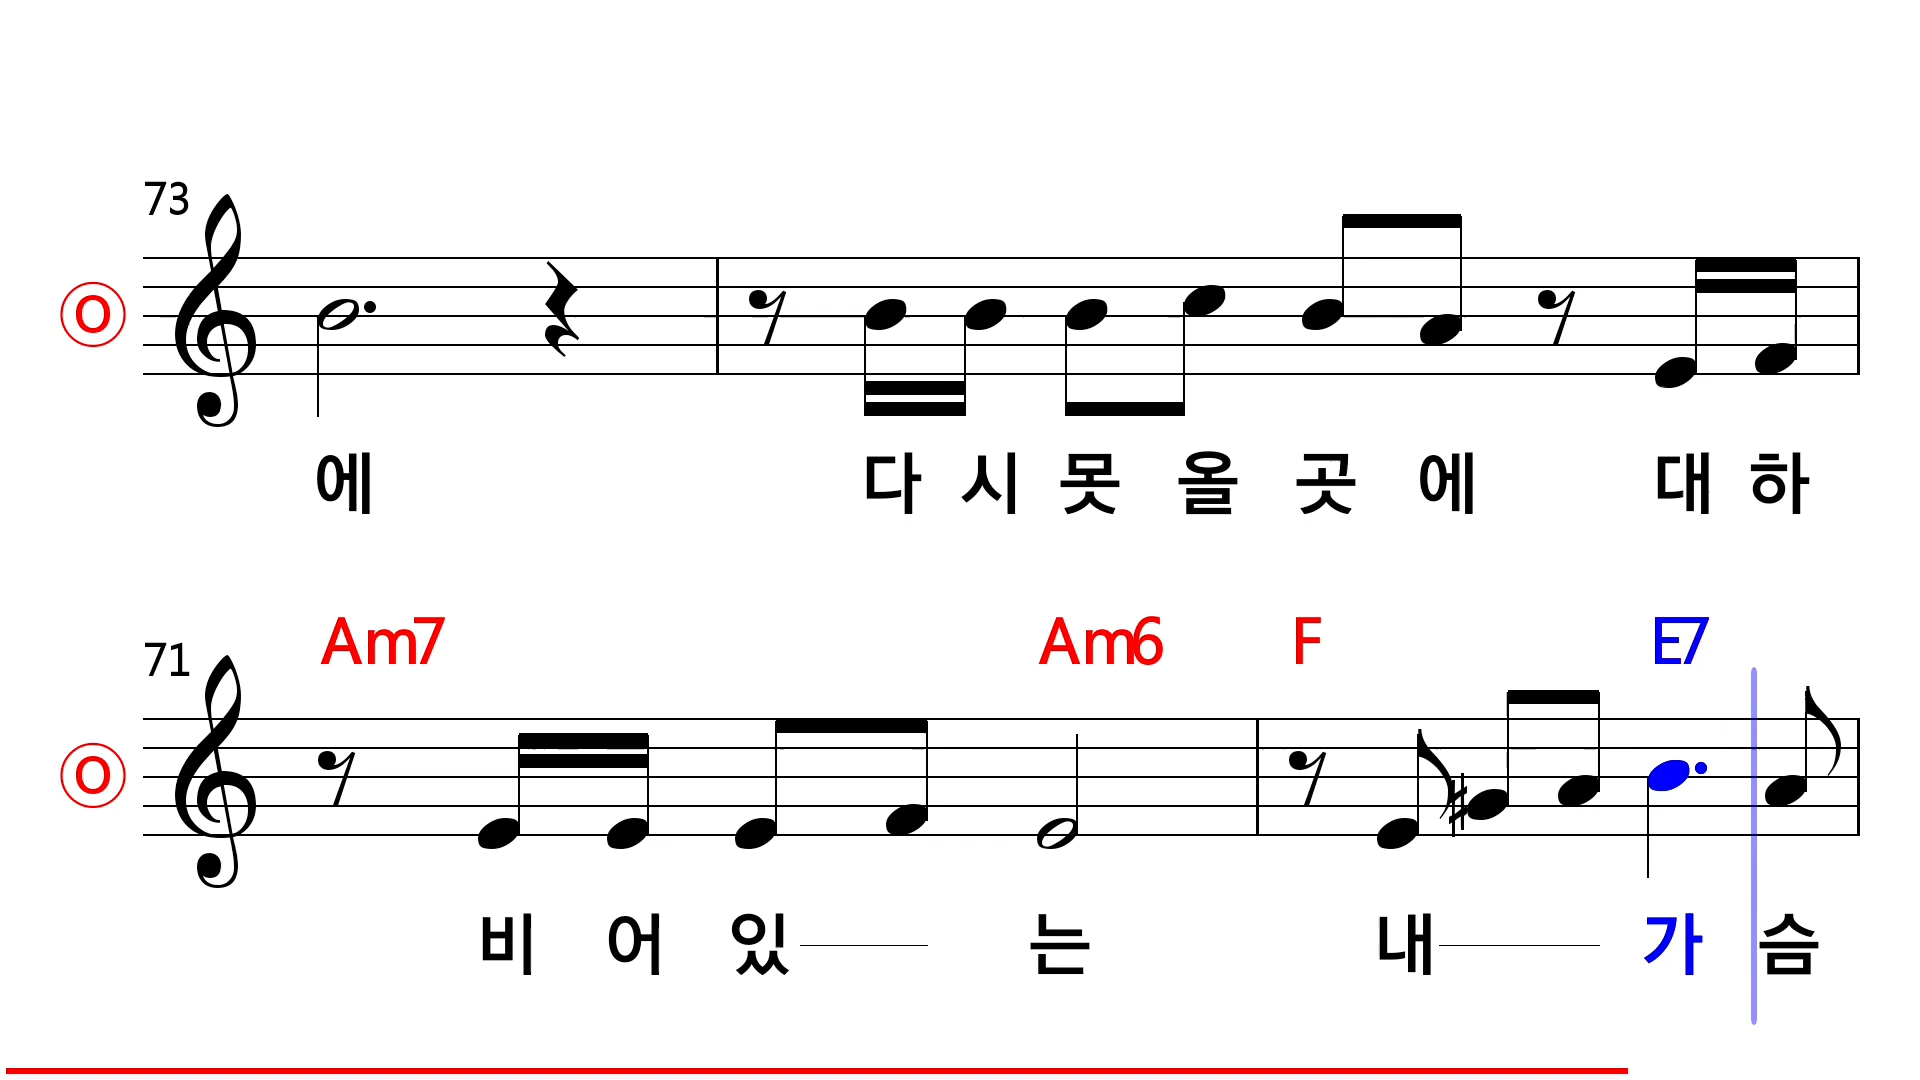 73
O
에 다 시 못 올 곳 에 대 하
Am7 Am6 F E7
71
O
비 어 있 는 내 가 슴